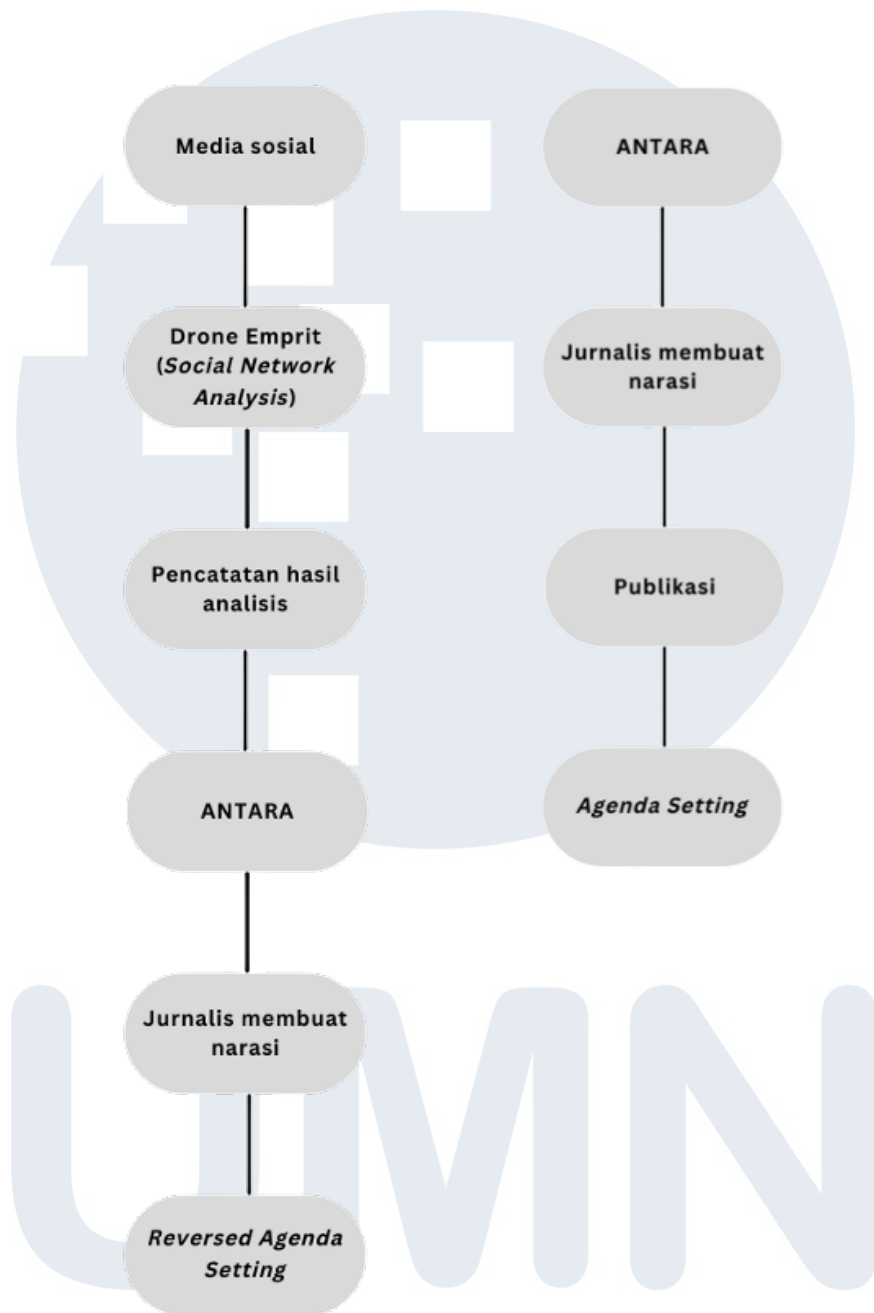 Media sosial
Drone Emprit
(Social Network
Analysis)
Pencatatan hasil
analisis
ANTARA
Jurnalis membuat
narasi
Reversed Agenda
Setting
ANTARA
Jurnalis membuat
narasi
Publikasi
Agenda Setting
UMN